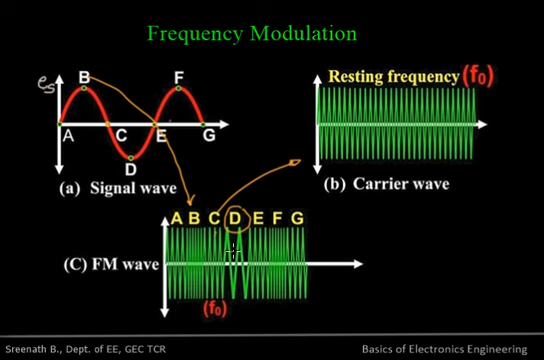 Frequency Modulation
es
B F
A C E G
D
(a) Signal wave
Resting frequency (f0)
(b) Carrier wave
A B C D E F G
(C) FM wave
(f0)
Sreenath B., Dept. of EE, GEC TCR
Basics of Electronics Engineering